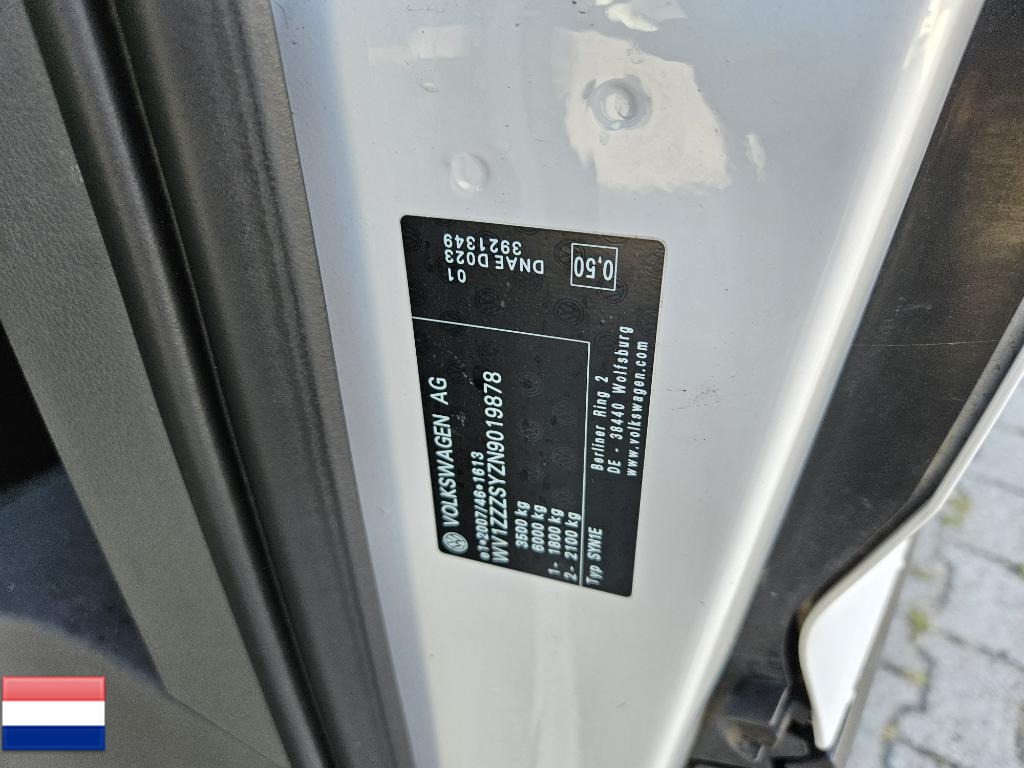 VOLKSWAGEN AG
e1*2007/46*1613
WV1ZZZSYZN9019878
3500 kg
6000 kg
1- 1800 kg
2- 2100 kg
Typ SYN1E
Berliner Ring 2
DE - 38440 Wolfsburg
www.volkswagen.com
01
DNAE D023
3921349
0,50